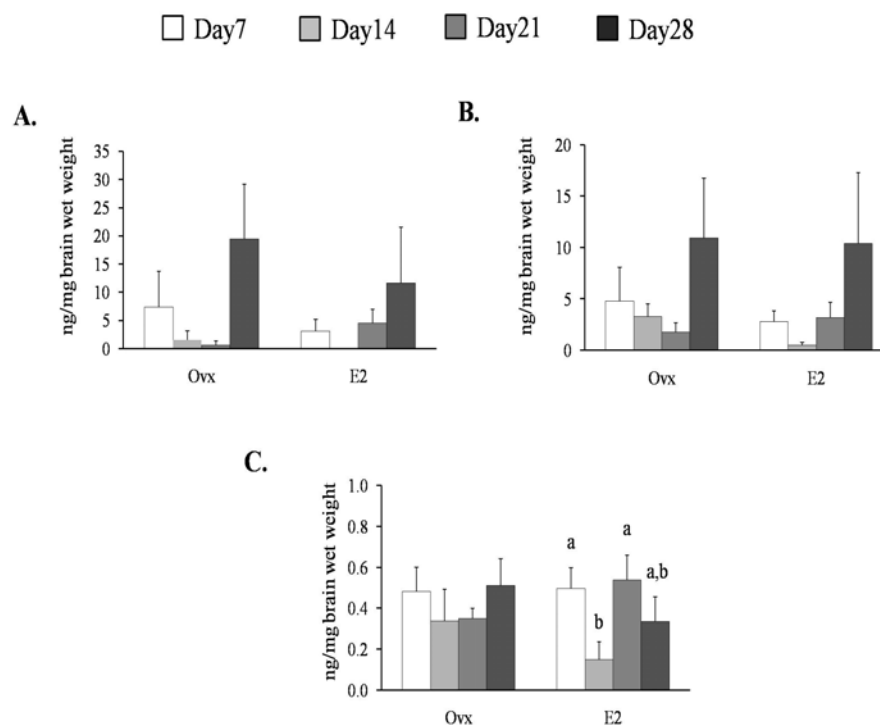 Day7 Day14 Day21 Day28
A.
ng/mg brain wet weight
35
30
25
20
15
10
5
0
Ovx E2
B.
ng/mg brain wet weight
20
15
10
5
0
Ovx E2
C.
ng/mg brain wet weight
1.0
0.8
0.6
0.4
0.2
0.0
a a
a,b
b
Ovx E2